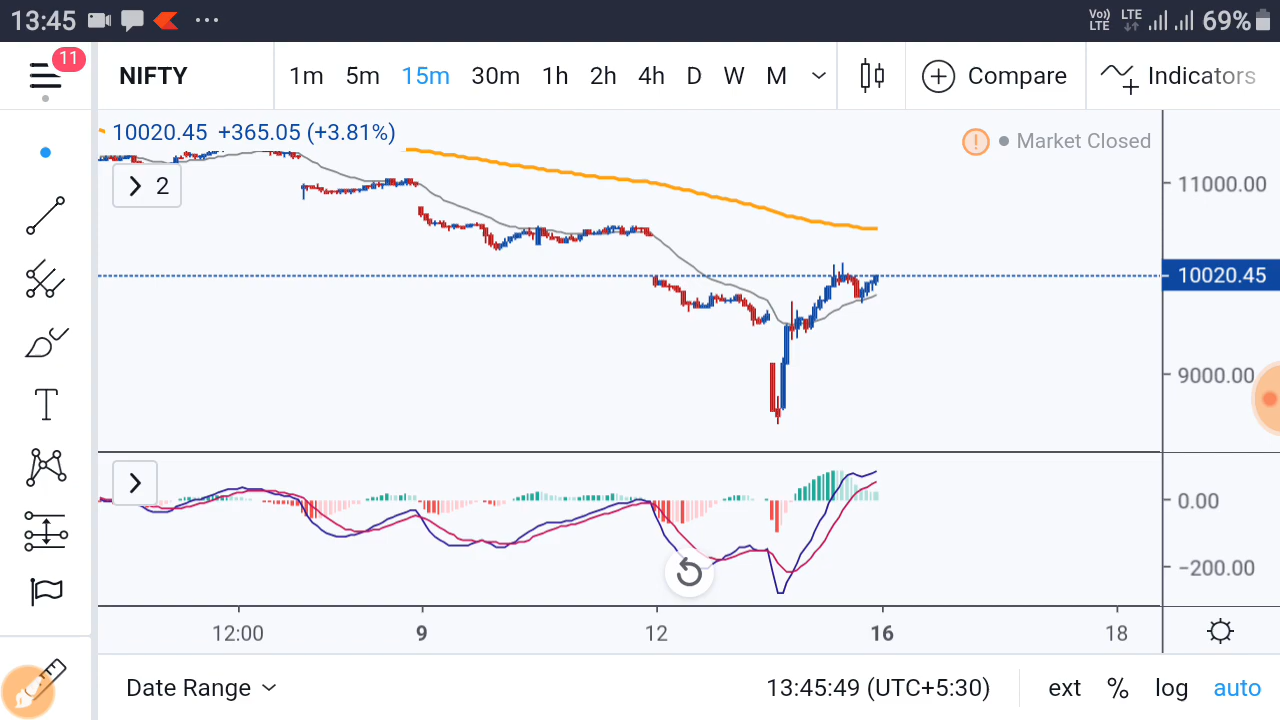 13:45 Vo)) LTE LTE 69%
11 NIFTY 1m 5m 15m 30m 1h 2h 4h D W M Compare Indicators
10020.45 +365.05 (+3.81%) ! Market Closed
2
11000.00
10020.45
9000.00
T
0.00
−200.00
12:00 9 12 16 18
Date Range 13:45:49 (UTC+5:30) ext % log auto